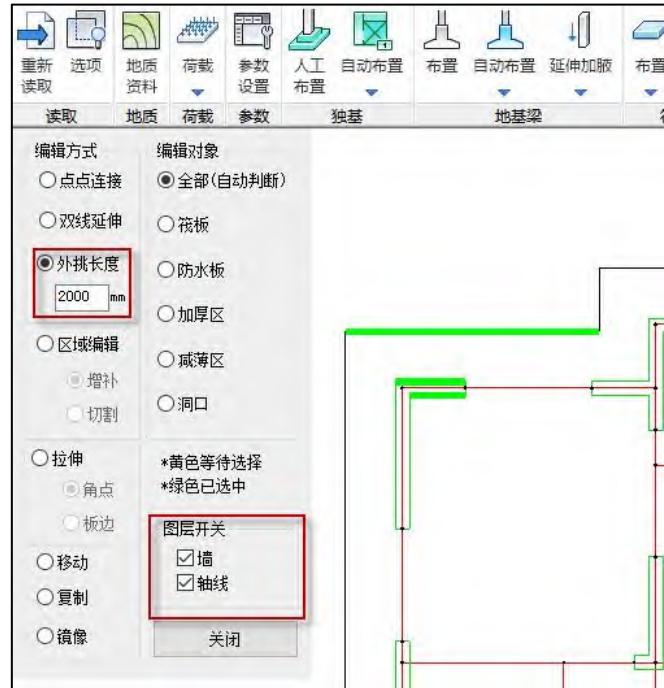 重新
读取
选项
地质
资料
荷载
参数
设置
人工
布置
自动布置
布置
自动布置
延伸加腋
布置
读取
地质
荷载
参数
独基
地基梁
编辑方式
点点连接
双线延伸
外挑长度
2000 mm
区域编辑
增补
切割
拉伸
角点
板边
移动
复制
镜像
编辑对象
全部(自动判断)
筏板
防水板
加厚区
减薄区
洞口
*黄色等待选择
*绿色已选中
图层开关
墙
轴线
关闭